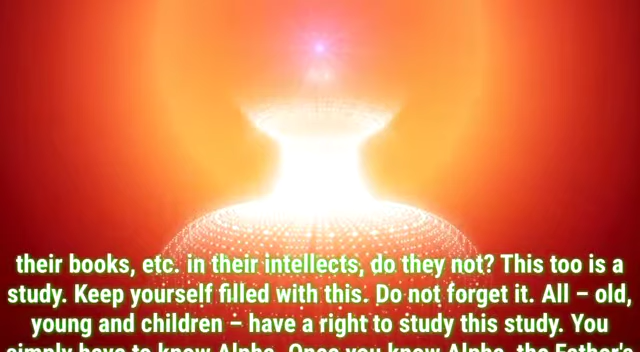 their books, etc. in their intellects, do they not? This too is a
study. Keep yourself filled with this. Do not forget it. All – old,
young and children – have a right to study this study. You
simply have to know Alpha. Once you know Alpha, the Father's